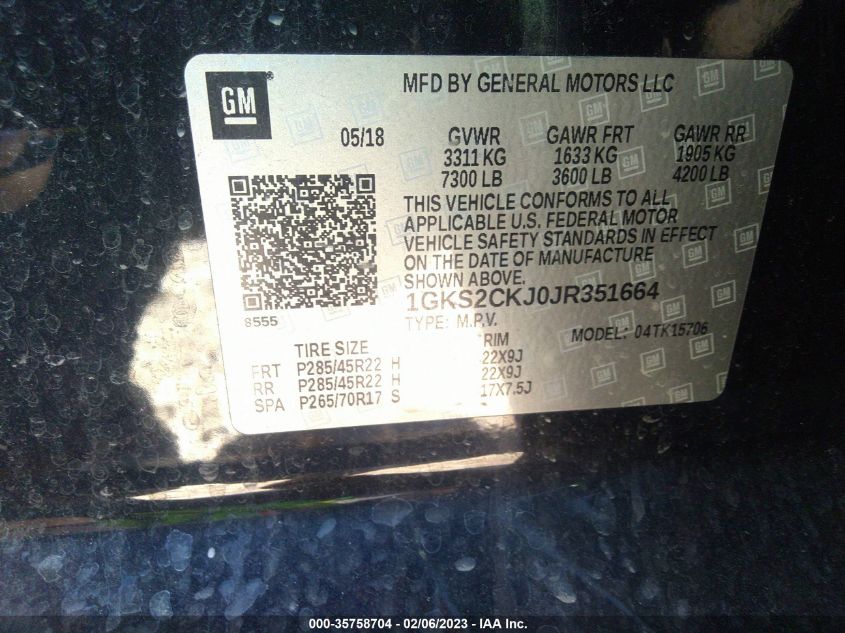 GM
MFD BY GENERAL MOTORS LLC
05/18 GVWR GAWR FRT GAWR RR
3311 KG 1633 KG 1905 KG
7300 LB 3600 LB 4200 LB
THIS VEHICLE CONFORMS TO ALL
APPLICABLE U.S. FEDERAL MOTOR
VEHICLE SAFETY STANDARDS IN EFFECT
ON THE DATE OF MANUFACTURE
SHOWN ABOVE.
1GKS2CKJ0JR351664
8555
TYPE: M.P.V. MODEL: 04TK15706
TIRE SIZE RIM
FRT P285/45R22 H 22X9J
RR P285/45R22 H 22X9J
SPA P265/70R17 S 17X7.5J
000-35758704 - 02/06/2023 - IAA Inc.